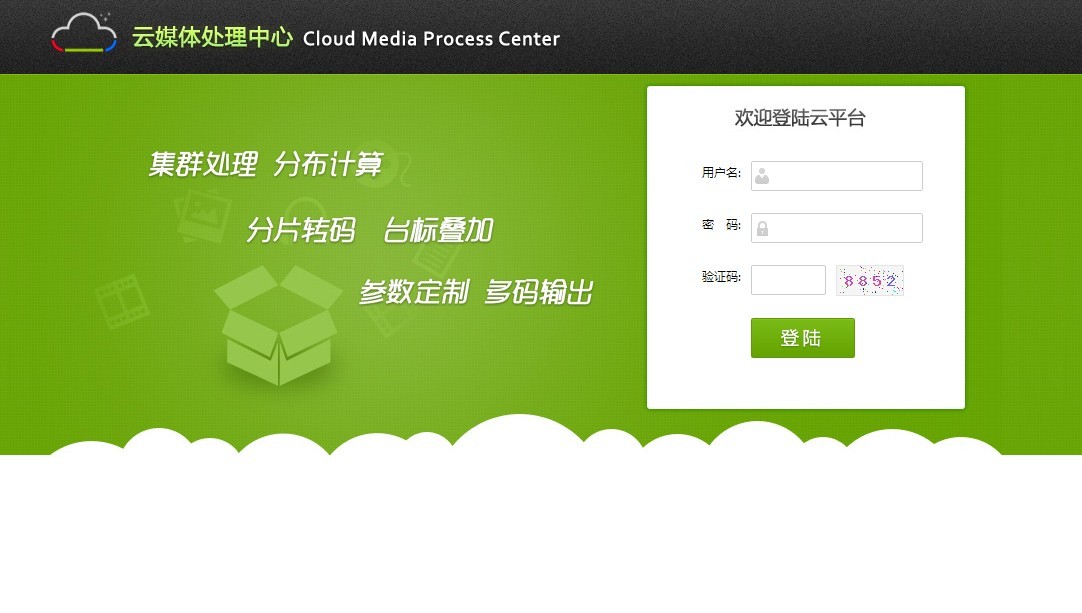 云媒体处理中心 Cloud Media Process Center
集群处理 分布计算
分片转码 台标叠加
参数定制 多码输出
欢迎登陆云平台
用户名:
密 码:
验证码: 8852
登陆